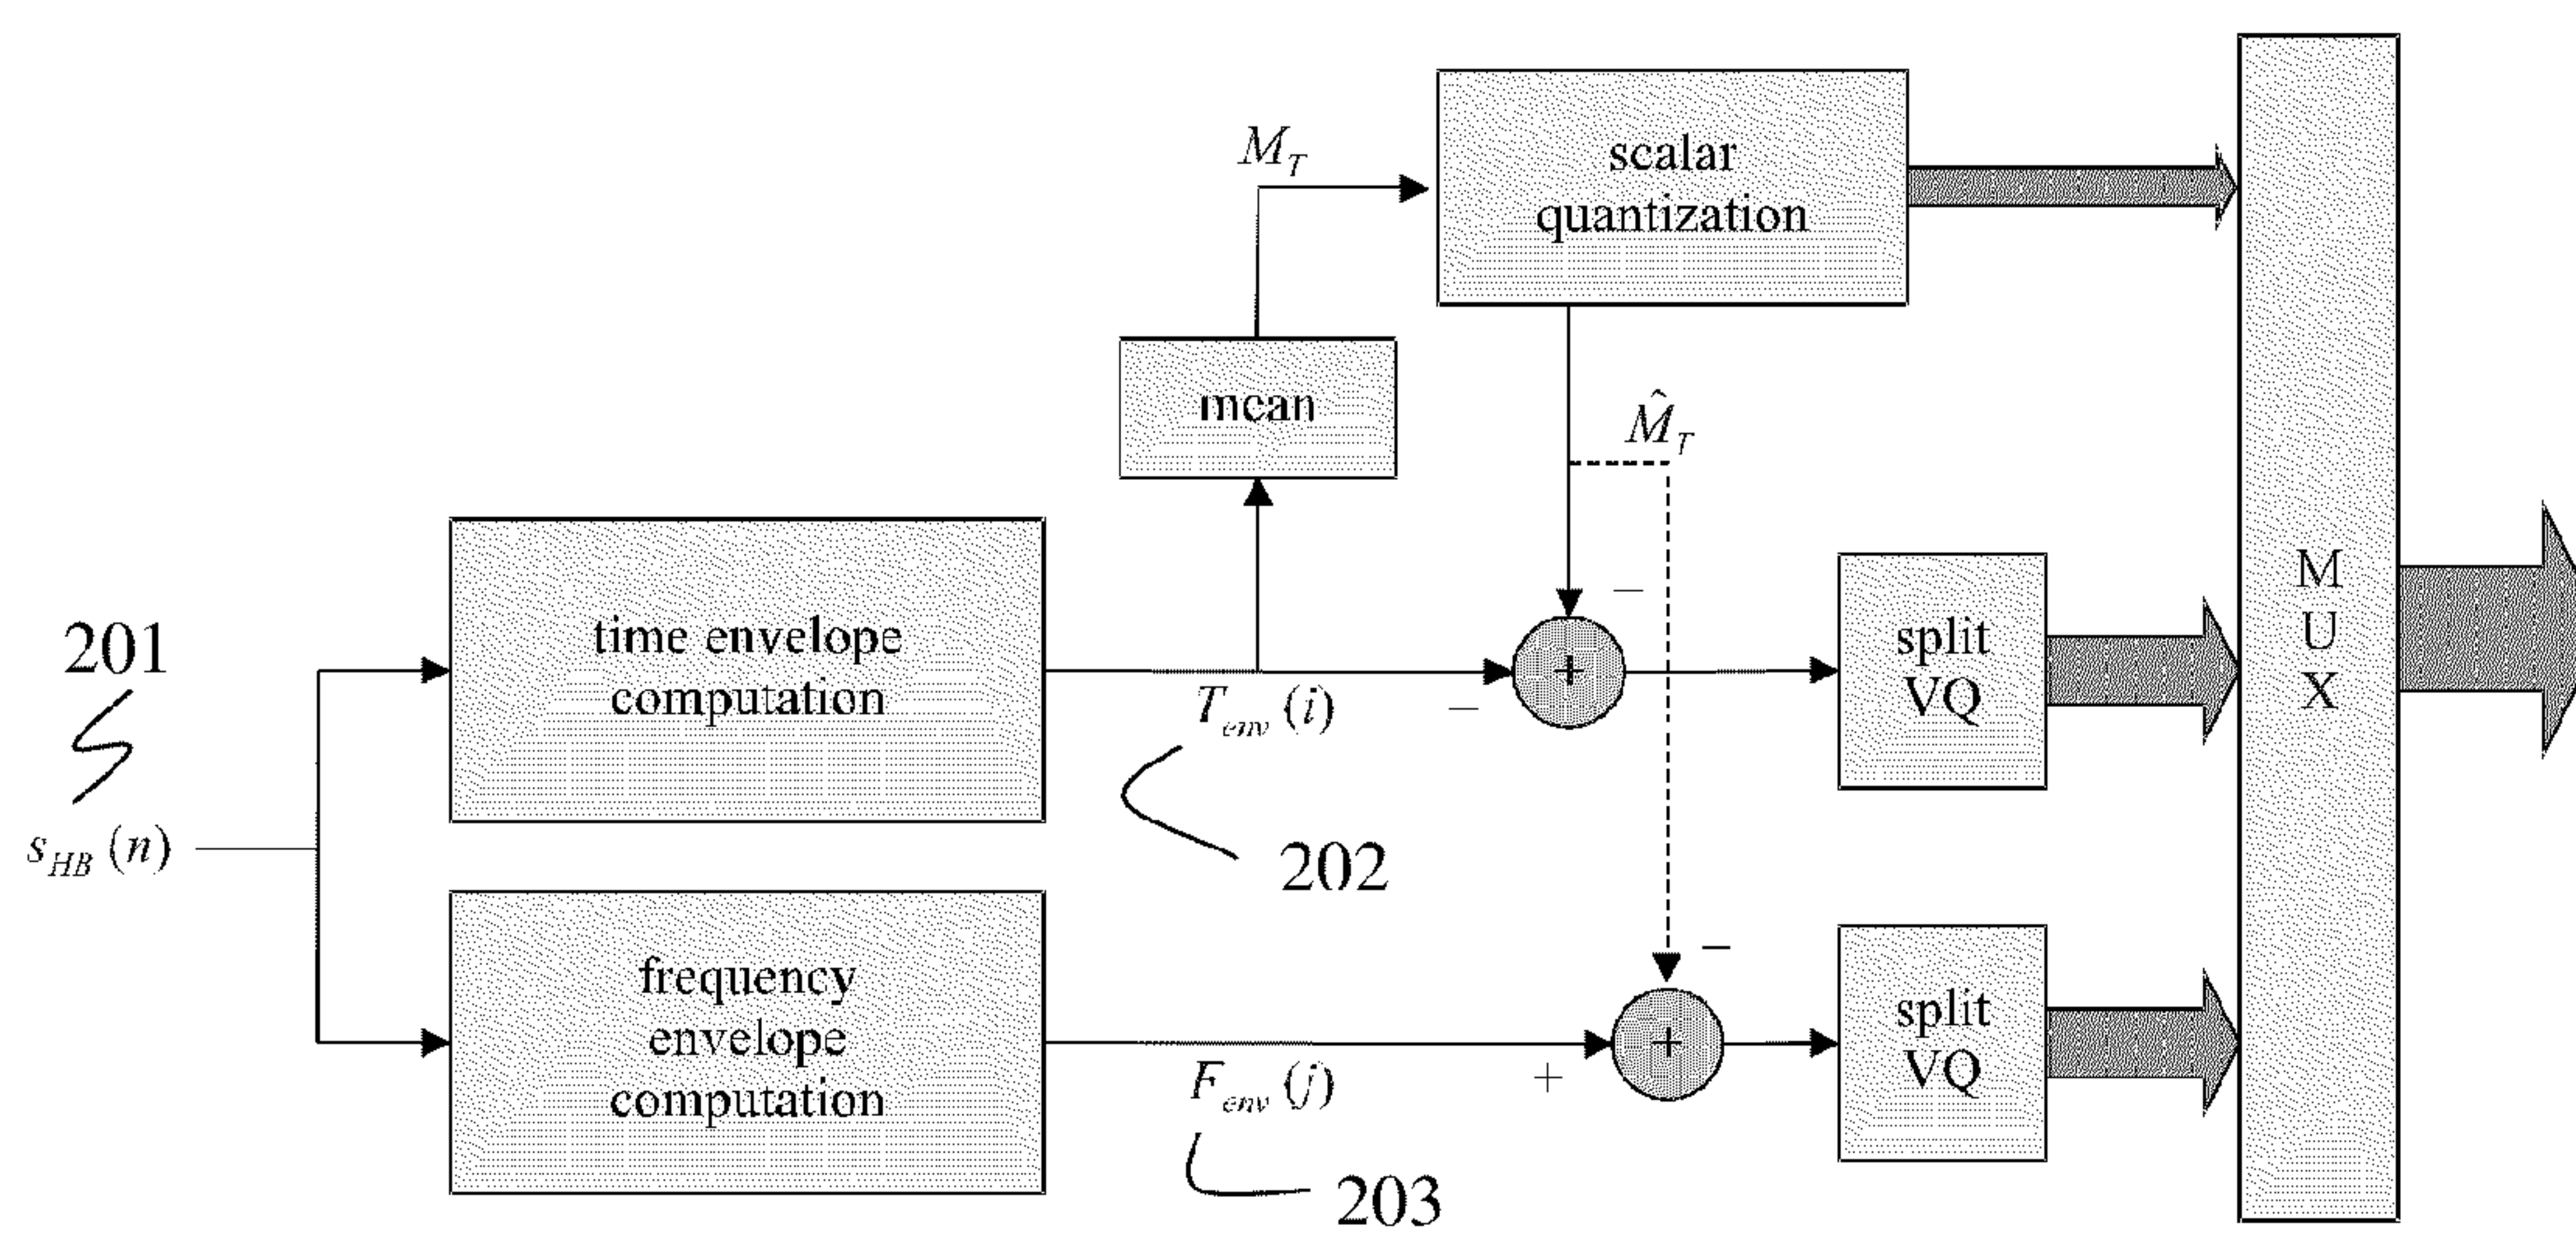 M_T
scalar
quantization
mean
M̂_T
−
201
time envelope
computation
T_env (i)
−
+
split
VQ
M
U
X
s_HB (n)
202
frequency
envelope
computation
F_env (j)
+
−
+
split
VQ
203